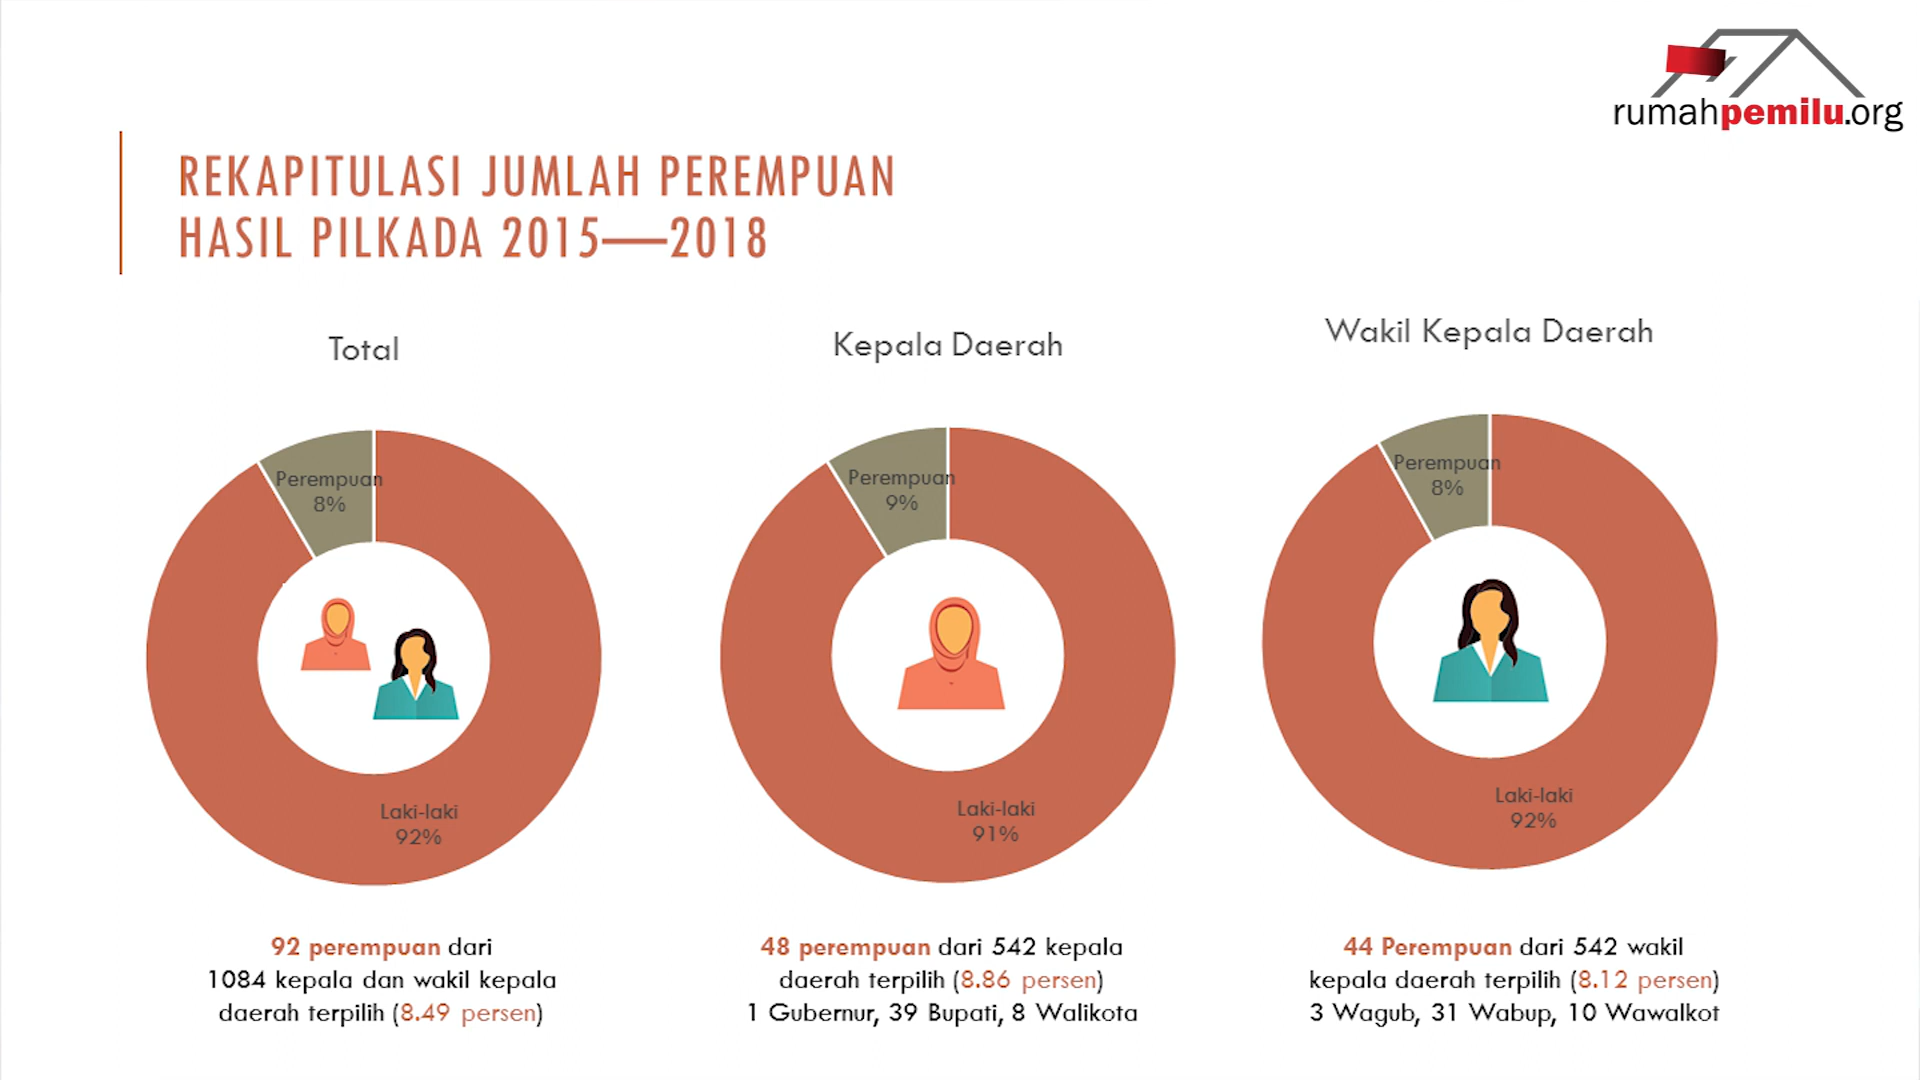 rumahpemilu.org
REKAPITULASI JUMLAH PEREMPUAN
HASIL PILKADA 2015—2018
Total
Perempuan
8%
Laki-laki
92%
92 perempuan dari
1084 kepala dan wakil kepala
daerah terpilih (8.49 persen)
Kepala Daerah
Perempuan
9%
Laki-laki
91%
48 perempuan dari 542 kepala
daerah terpilih (8.86 persen)
1 Gubernur, 39 Bupati, 8 Walikota
Wakil Kepala Daerah
Perempuan
8%
Laki-laki
92%
44 Perempuan dari 542 wakil
kepala daerah terpilih (8.12 persen)
3 Wagub, 31 Wabup, 10 Wawalkot